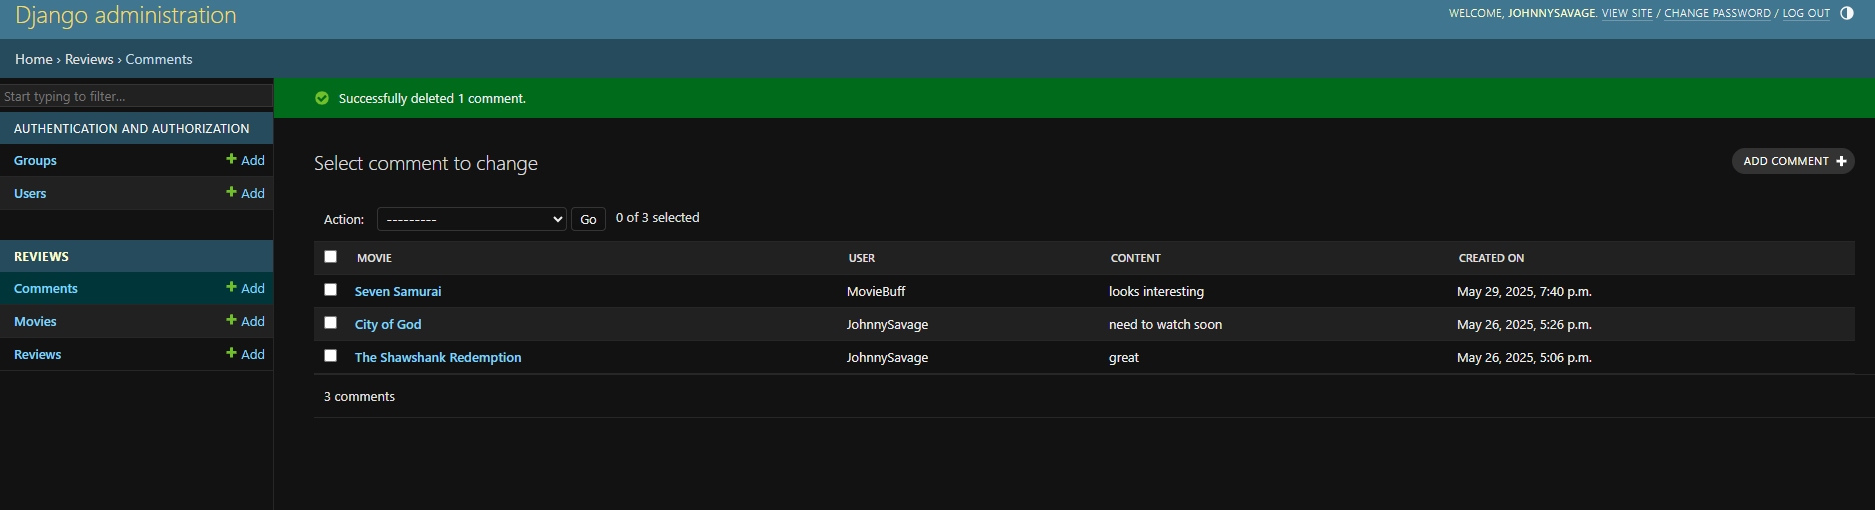 Django administration
WELCOME, JOHNNYSAVAGE. VIEW SITE / CHANGE PASSWORD / LOG OUT
Home › Reviews › Comments
Start typing to filter...
AUTHENTICATION AND AUTHORIZATION
Groups + Add
Users + Add
REVIEWS
Comments + Add
Movies + Add
Reviews + Add
Successfully deleted 1 comment.
Select comment to change
ADD COMMENT +
Action: --------- Go 0 of 3 selected
MOVIE USER CONTENT CREATED ON
Seven Samurai MovieBuff looks interesting May 29, 2025, 7:40 p.m.
City of God JohnnySavage need to watch soon May 26, 2025, 5:26 p.m.
The Shawshank Redemption JohnnySavage great May 26, 2025, 5:06 p.m.
3 comments